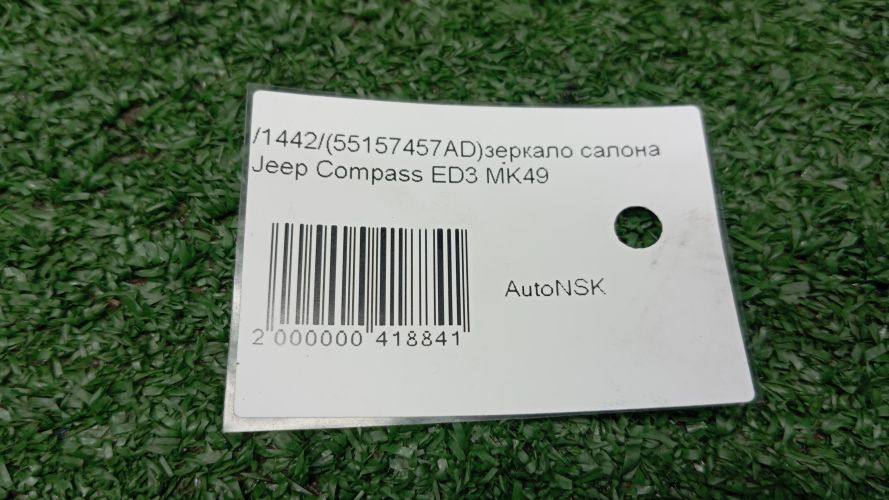 /1442/(55157457AD)зеркало салона
Jeep Compass ED3 MK49
AutoNSK
2 000000 418841